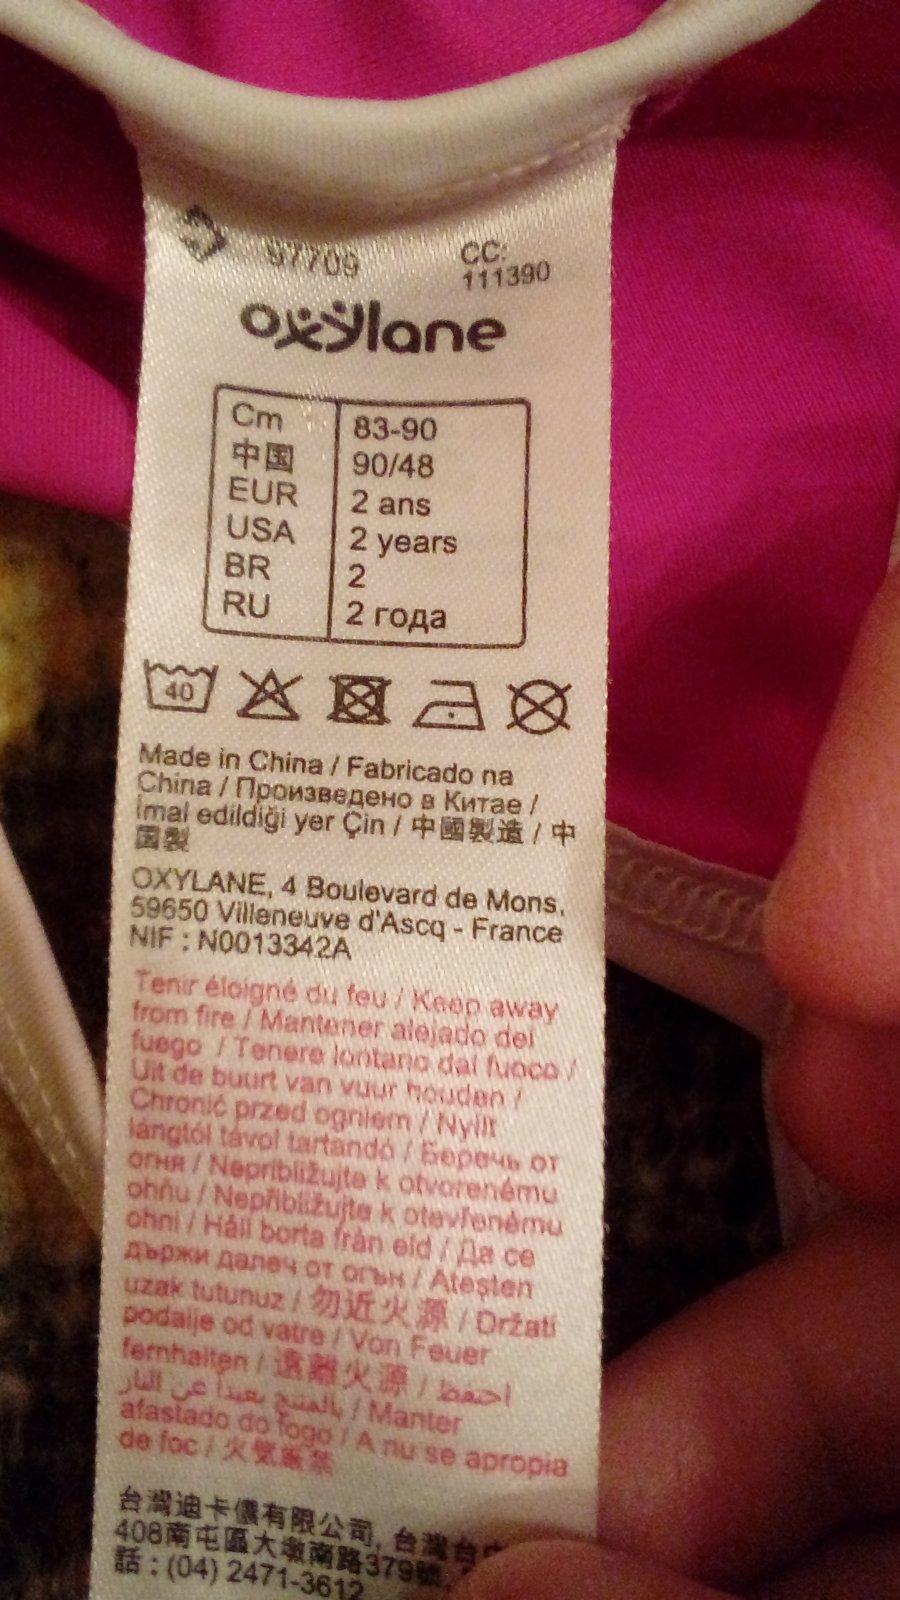 97709
CC:
111390
oxylane
Cm 83-90
中国 90/48
EUR 2 ans
USA 2 years
BR 2
RU 2 года
40
Made in China / Fabricado na
China / Произведено в Китае /
İmal edildiği yer Çin / 中國製造 / 中
国製
OXYLANE, 4 Boulevard de Mons,
59650 Villeneuve d'Ascq - France
NIF : N0013342A
Tenir éloigné du feu / Keep away
from fire / Mantener alejado del
fuego / Tenere lontano dal fuoco /
Uit de buurt van vuur houden /
Chronić przed ogniem / Nyílt
lángtól távol tartandó / Беречь от
огня / Nepribližujte k otvorenému
ohňu / Nepřibližujte k otevřenému
ohni / Håll borta från eld / Да се
държи далеч от огън / Ateşten
uzak tutunuz / 勿近火源 / Držati
podalje od vatre / Von Feuer
fernhalten / 遠離火源 / احتفظ
بالمنتج بعيداً عن النار / Manter
afastado do fogo / A nu se apropia
de foc / 火気厳禁
台灣迪卡儂有限公司, 台灣台中
408南屯區大墩南路379號,
話 : (04) 2471-3612